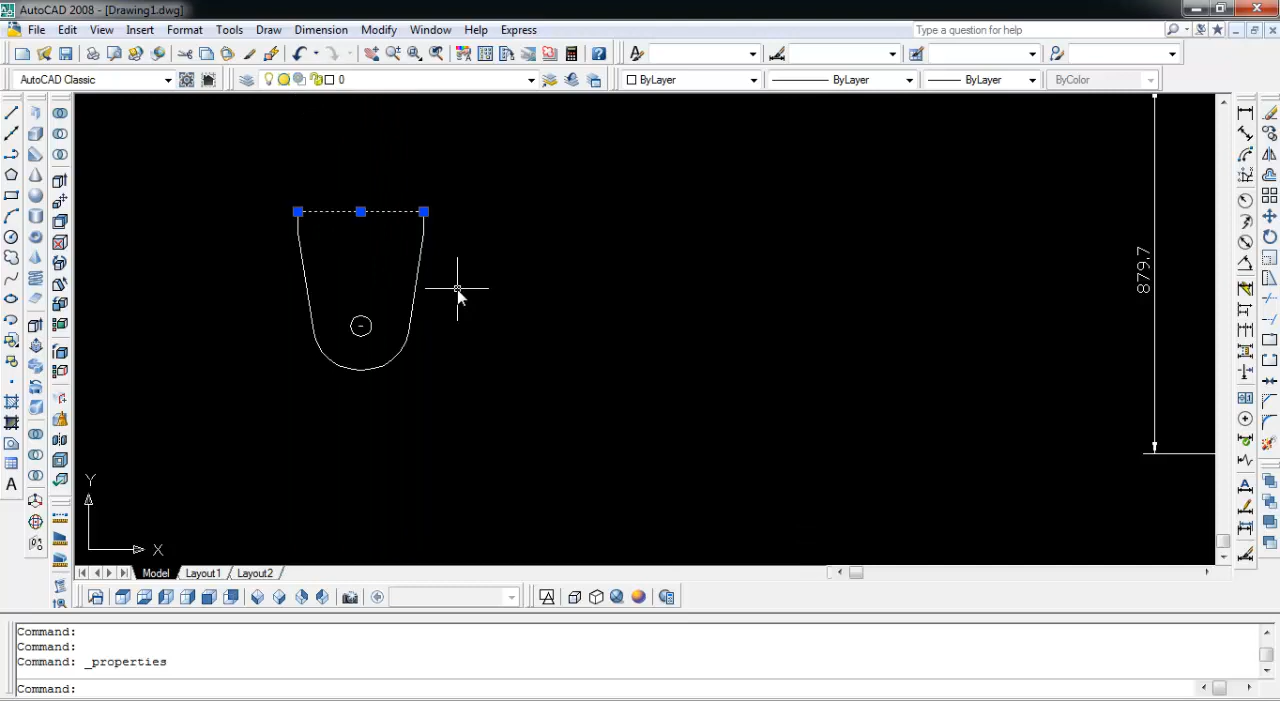 AutoCAD 2008 - [Drawing1.dwg]
File Edit View Insert Format Tools Draw Dimension Modify Window Help Express Type a question for help
AutoCAD Classic 0 ByLayer ByLayer ByLayer ByColor
879.7
Y
X
A
Model Layout1 Layout2
Command:
Command:
Command: _properties
Command: